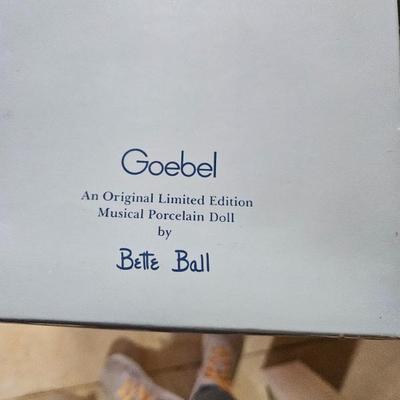 Goebel
An Original Limited Edition
Musical Porcelain Doll
by
Bette Ball